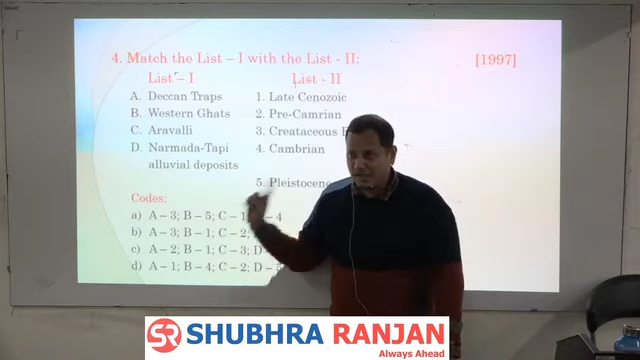 4. Match the List – I with the List - II: [1997]
List – I List - II
A. Deccan Traps 1. Late Cenozoic
B. Western Ghats 2. Pre-Camrian
C. Aravalli 3. Creataceous
D. Narmada-Tapi 4. Cambrian
alluvial deposits
5. Pleistocene
Codes:
a) A – 3; B – 5; C – 1; – 4
b) A – 3; B – 1; C – 2;
c) A – 2; B – 1; C – 3; D
d) A – 1; B – 4; C – 2; D – 5
SR SHUBHRA RANJAN
Always Ahead